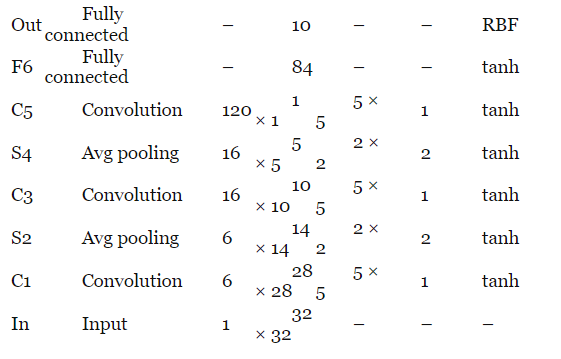 Out Fully connected – 10 – – RBF
F6 Fully connected – 84 – – tanh
C5 Convolution 120 1 × 1 5 × 5 1 tanh
S4 Avg pooling 16 5 × 5 2 × 2 2 tanh
C3 Convolution 16 10 × 10 5 × 5 1 tanh
S2 Avg pooling 6 14 × 14 2 × 2 2 tanh
C1 Convolution 6 28 × 28 5 × 5 1 tanh
In Input 1 32 × 32 – – –